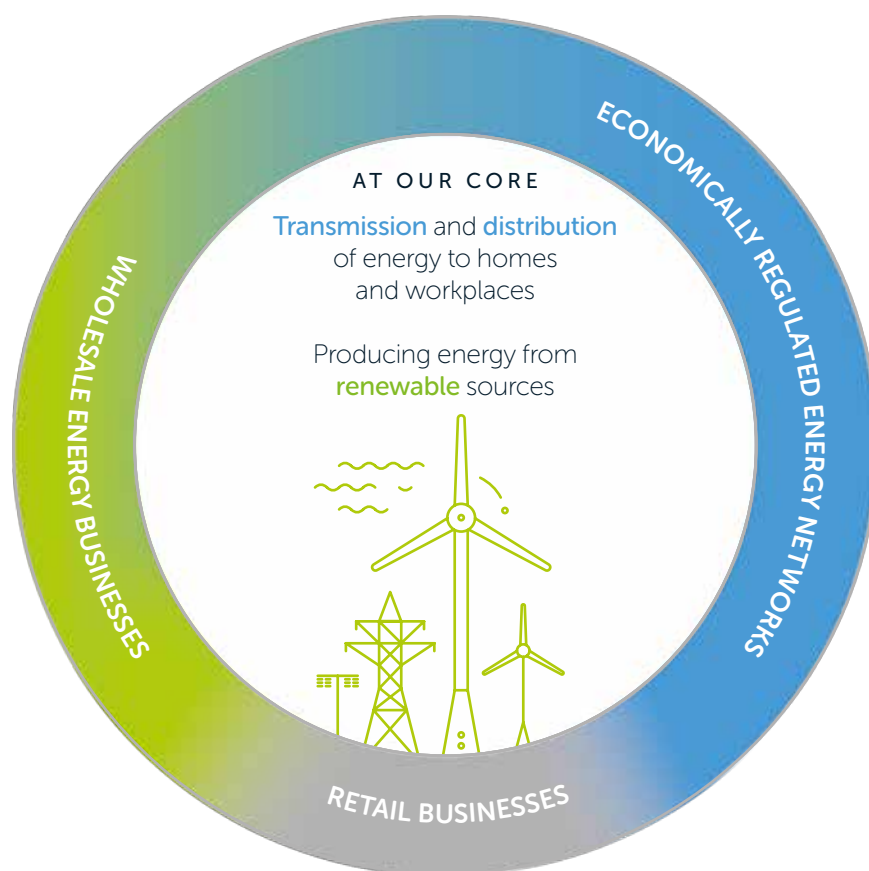 AT OUR CORE
Transmission and distribution
of energy to homes
and workplaces
Producing energy from
renewable sources
WHOLESALE ENERGY BUSINESSES
ECONOMICALLY REGULATED ENERGY NETWORKS
RETAIL BUSINESSES